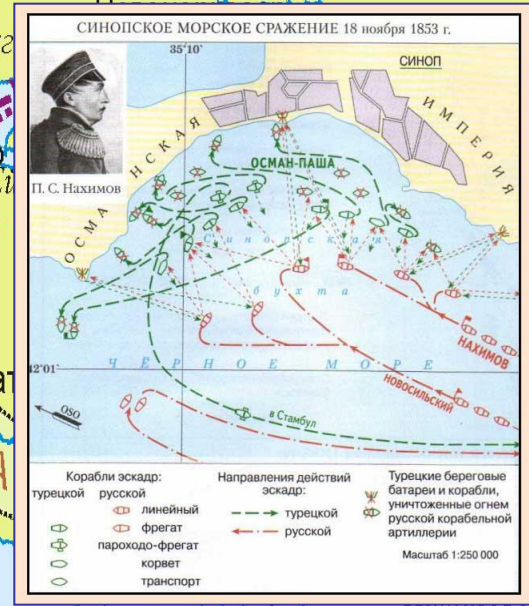 СИНОПСКОЕ МОРСКОЕ СРАЖЕНИЕ 18 ноября 1853 г.
35°10'
СИНОП
ОСМАНСКАЯ ИМПЕРИЯ
П. С. Нахимов
ОСМАН-ПАША
Синопская
бухта
НАХИМОВ
42°01'
ЧЁРНОЕ МОРЕ
НОВОСИЛЬСКИЙ
OSO
в Стамбул
Корабли эскадр:
турецкой русской
линейный
фрегат
пароходо-фрегат
корвет
транспорт
Направления действий
эскадр:
турецкой
русской
Турецкие береговые
батареи и корабли,
уничтоженные огнем
русской корабельной
артиллерии
Масштаб 1:250 000